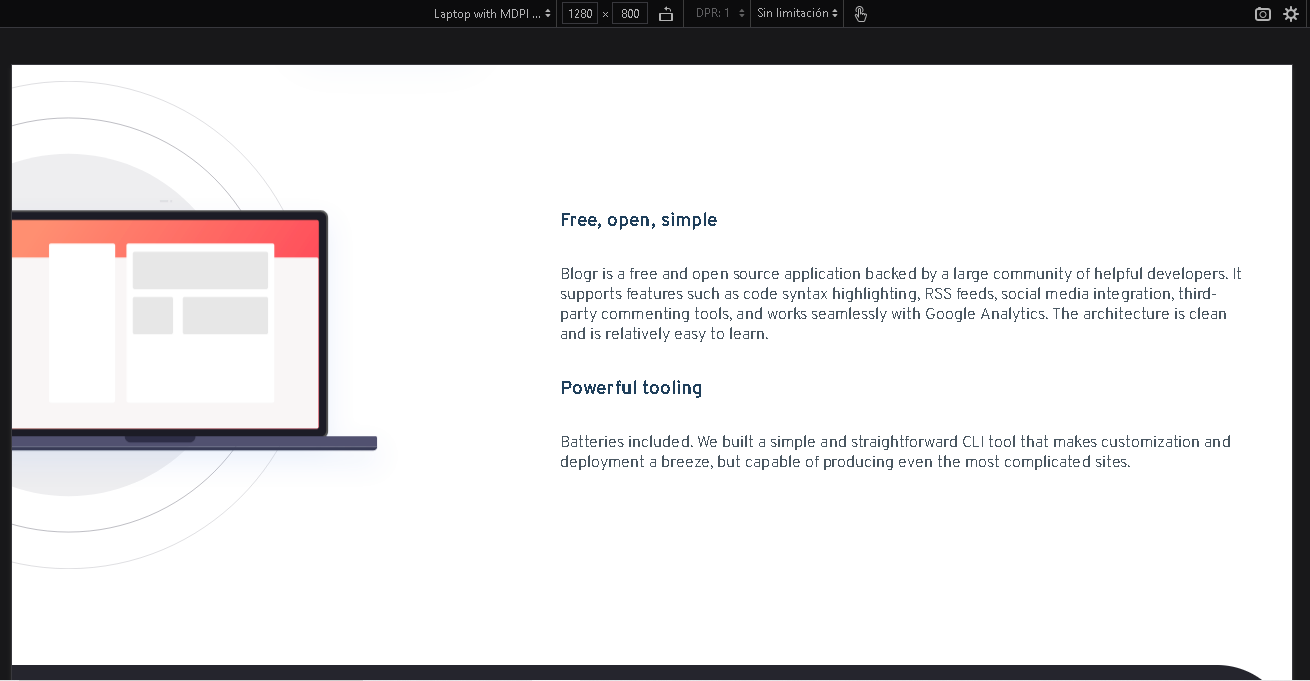 Laptop with MDPI ... 1280 × 800 DPR: 1 Sin limitación
Free, open, simple
Blogr is a free and open source application backed by a large community of helpful developers. It
supports features such as code syntax highlighting, RSS feeds, social media integration, third-
party commenting tools, and works seamlessly with Google Analytics. The architecture is clean
and is relatively easy to learn.
Powerful tooling
Batteries included. We built a simple and straightforward CLI tool that makes customization and
deployment a breeze, but capable of producing even the most complicated sites.